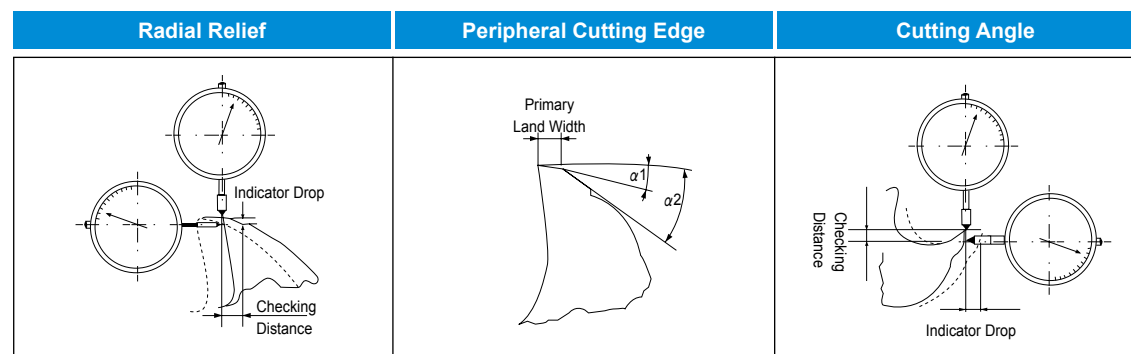 Radial Relief
Peripheral Cutting Edge
Cutting Angle
Indicator Drop
Checking
Distance
Primary
Land Width
α1
α2
Checking
Distance
Indicator Drop